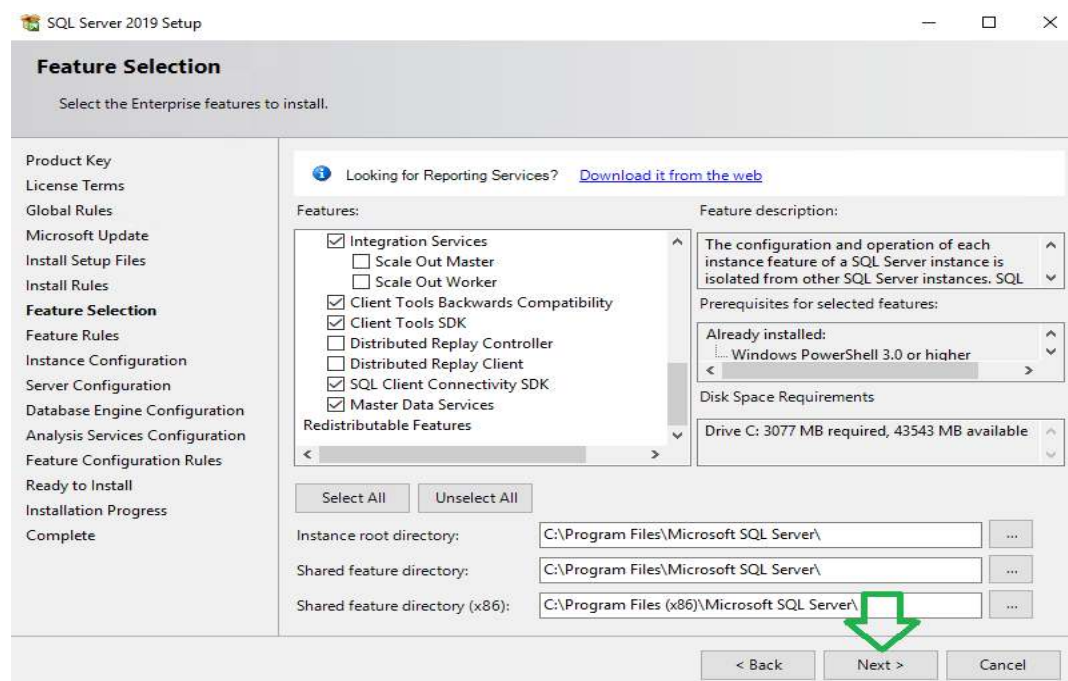 SQL Server 2019 Setup
Feature Selection
Select the Enterprise features to install.
Product Key
License Terms
Global Rules
Microsoft Update
Install Setup Files
Install Rules
Feature Selection
Feature Rules
Instance Configuration
Server Configuration
Database Engine Configuration
Analysis Services Configuration
Feature Configuration Rules
Ready to Install
Installation Progress
Complete
Looking for Reporting Services? Download it from the web
Features:
Integration Services
Scale Out Master
Scale Out Worker
Client Tools Backwards Compatibility
Client Tools SDK
Distributed Replay Controller
Distributed Replay Client
SQL Client Connectivity SDK
Master Data Services
Redistributable Features
Feature description:
The configuration and operation of each
instance feature of a SQL Server instance is
isolated from other SQL Server instances. SQL
Prerequisites for selected features:
Already installed:
Windows PowerShell 3.0 or higher
Disk Space Requirements
Drive C: 3077 MB required, 43543 MB available
Select All Unselect All
Instance root directory: C:\Program Files\Microsoft SQL Server\ ...
Shared feature directory: C:\Program Files\Microsoft SQL Server\ ...
Shared feature directory (x86): C:\Program Files (x86)\Microsoft SQL Server\ ...
< Back Next > Cancel